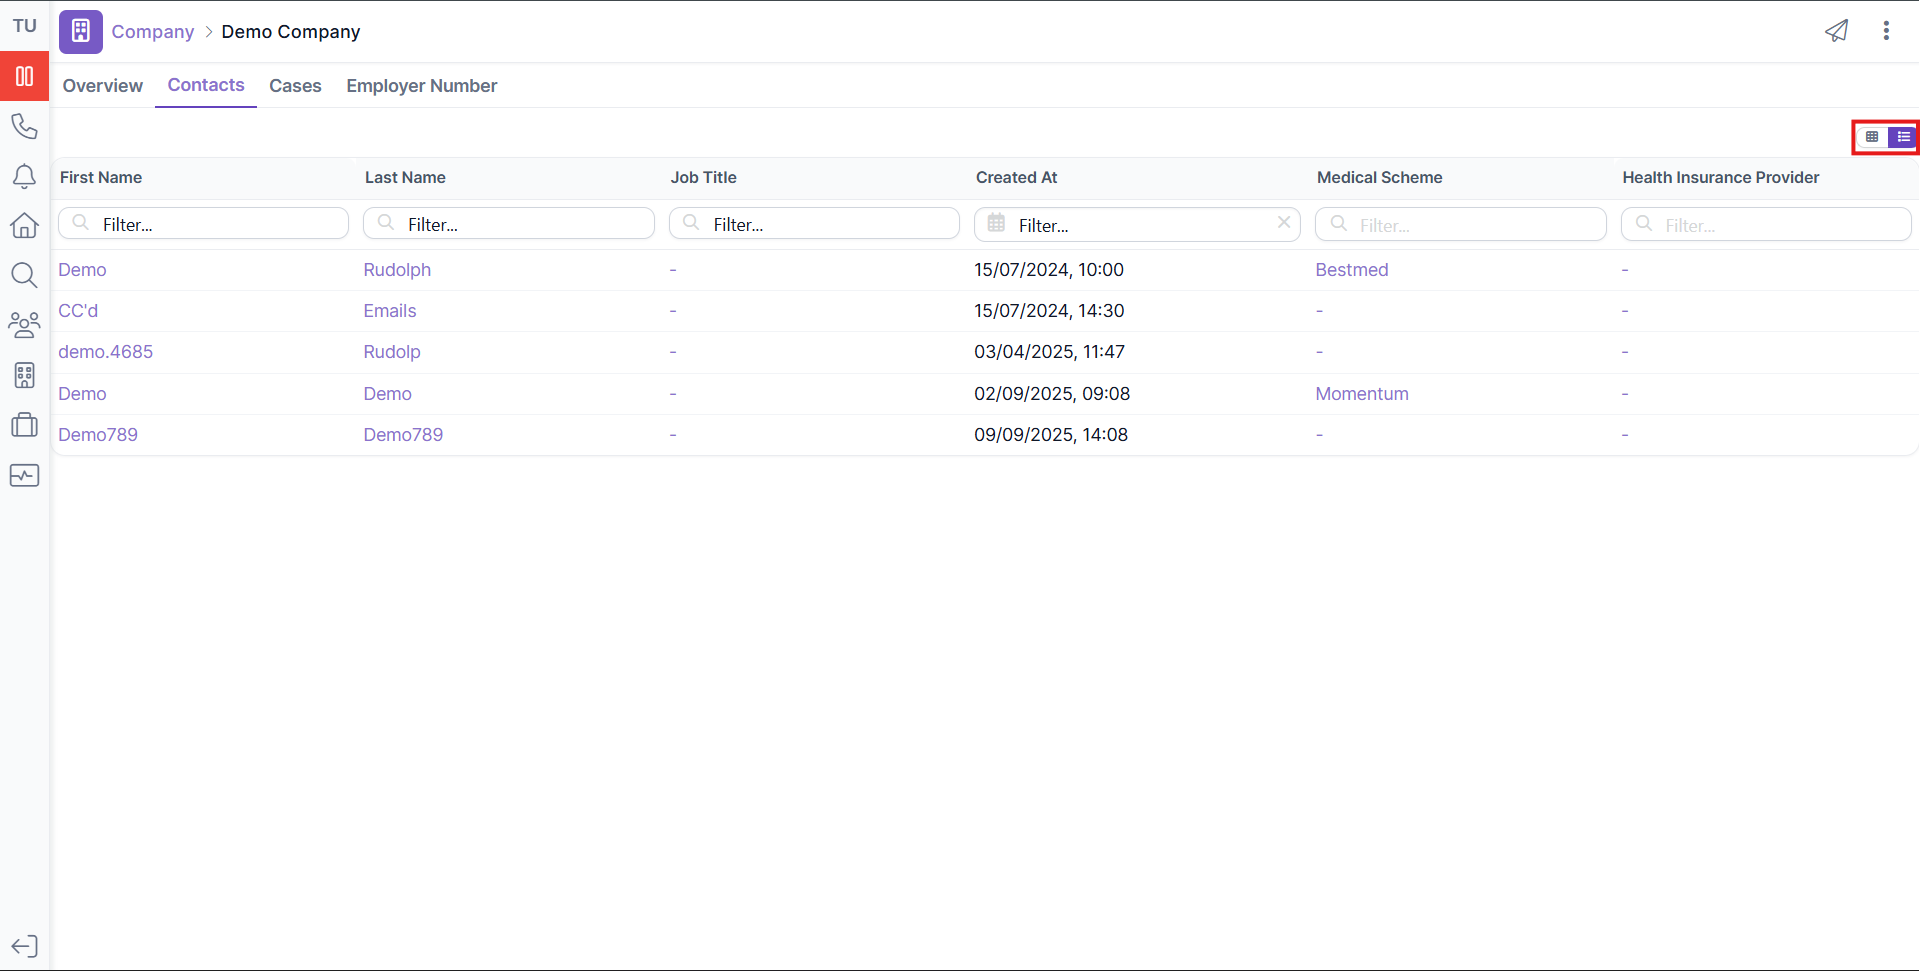 TU
Company > Demo Company
Overview Contacts Cases Employer Number
First Name Last Name Job Title Created At Medical Scheme Health Insurance Provider
Filter... Filter... Filter... Filter... Filter... Filter...
Demo Rudolph - 15/07/2024, 10:00 Bestmed -
CC'd Emails - 15/07/2024, 14:30 - -
demo.4685 Rudolp - 03/04/2025, 11:47 - -
Demo Demo - 02/09/2025, 09:08 Momentum -
Demo789 Demo789 - 09/09/2025, 14:08 - -